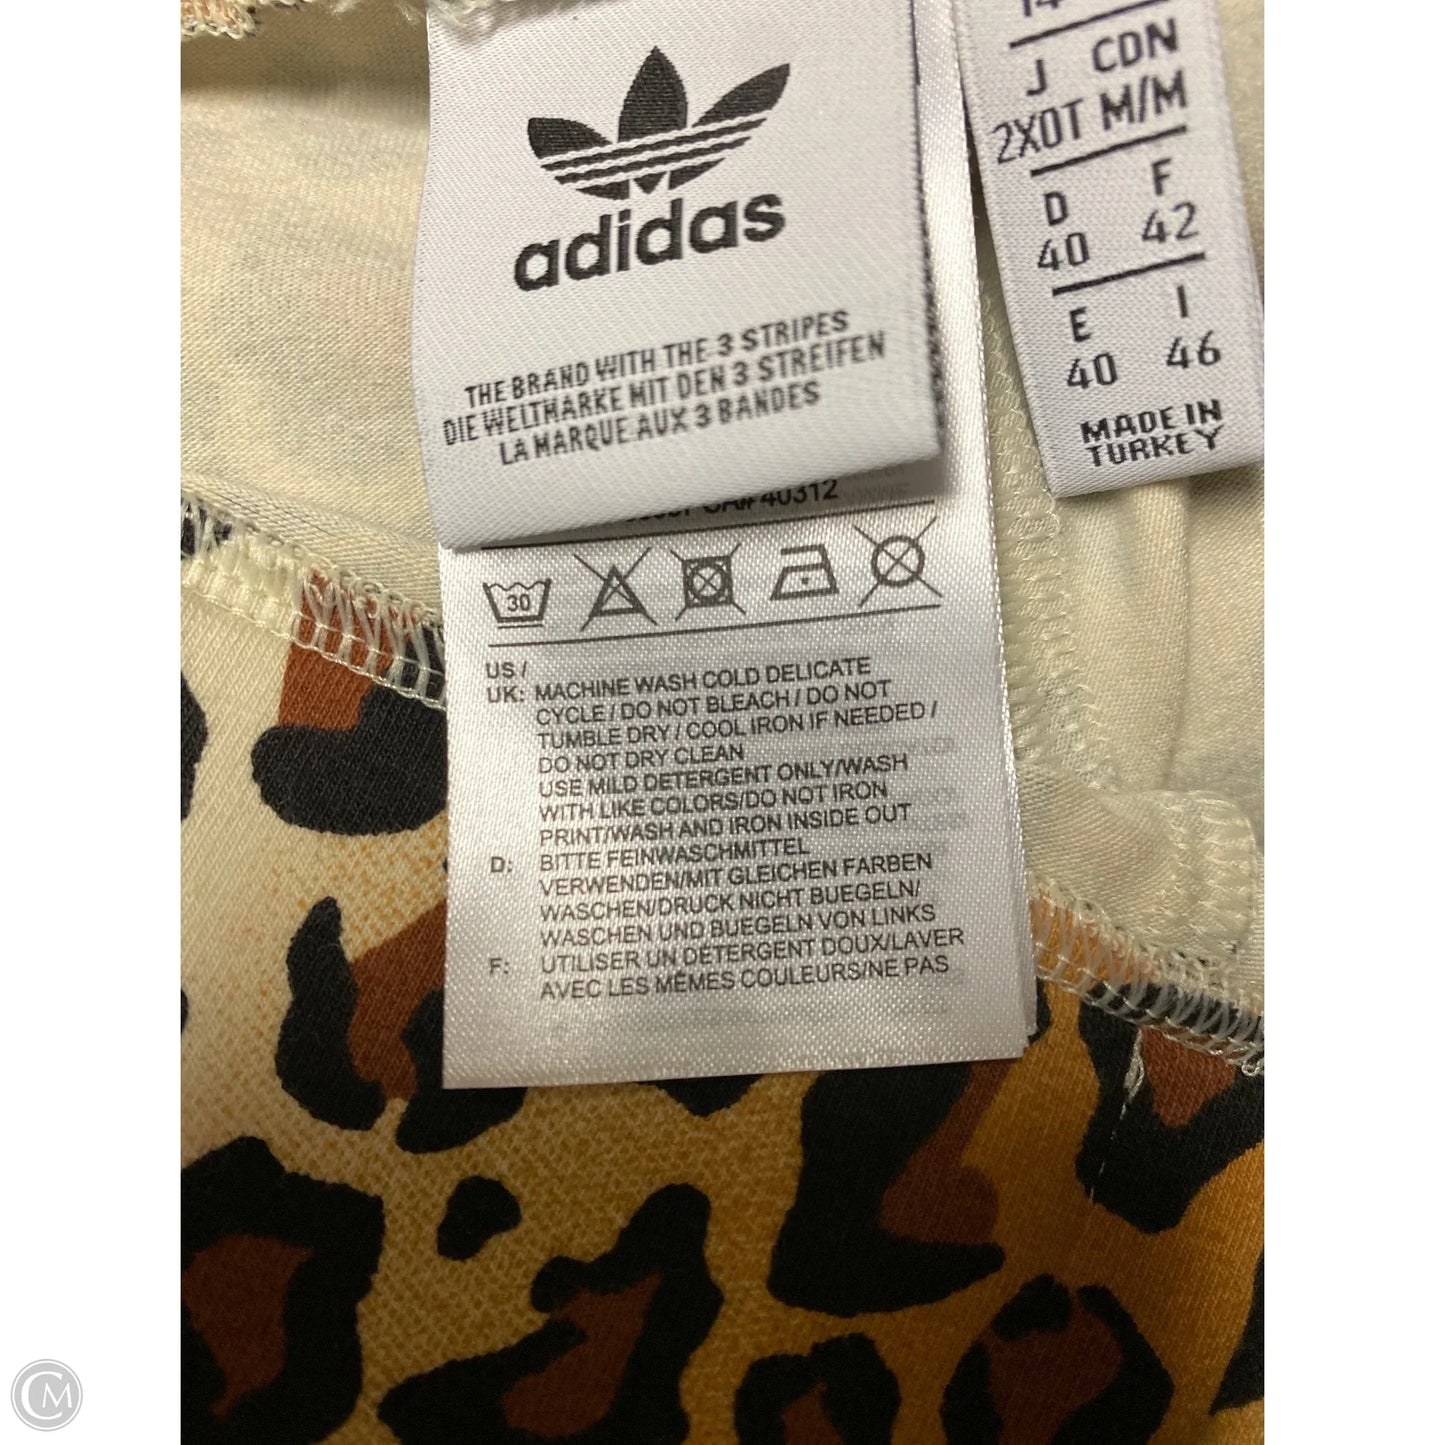 adidas
THE BRAND WITH THE 3 STRIPES
DIE WELTMARKE MIT DEN 3 STREIFEN
LA MARQUE AUX 3 BANDES
14
J CDN
2XOT M/M
D F
40 42
E I
40 46
MADE IN
TURKEY
CA# 40312
30
US /
UK: MACHINE WASH COLD DELICATE
CYCLE / DO NOT BLEACH / DO NOT
TUMBLE DRY / COOL IRON IF NEEDED /
DO NOT DRY CLEAN
USE MILD DETERGENT ONLY/WASH
WITH LIKE COLORS/DO NOT IRON
PRINT/WASH AND IRON INSIDE OUT
D: BITTE FEINWASCHMITTEL
VERWENDEN/MIT GLEICHEN FARBEN
WASCHEN/DRUCK NICHT BUEGELN/
WASCHEN UND BUEGELN VON LINKS
F: UTILISER UN DÉTERGENT DOUX/LAVER
AVEC LES MÊMES COULEURS/NE PAS
CM